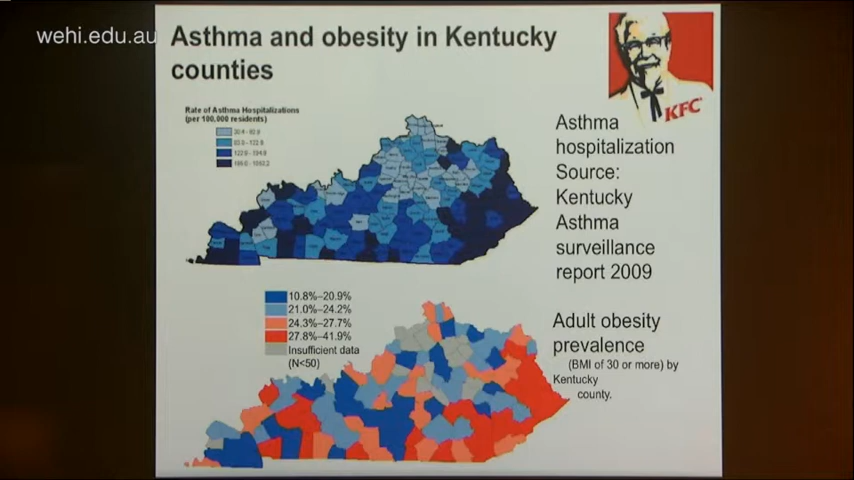 wehi.edu.au
Asthma and obesity in Kentucky
counties
KFC
Rate of Asthma Hospitalizations
(per 100,000 residents)
Asthma
hospitalization
Source:
Kentucky
Asthma
surveillance
report 2009
10.8%–20.9%
21.0%–24.2%
24.3%–27.7%
27.8%–41.9%
Insufficient data
(N<50)
Adult obesity
prevalence
(BMI of 30 or more) by
Kentucky
county.